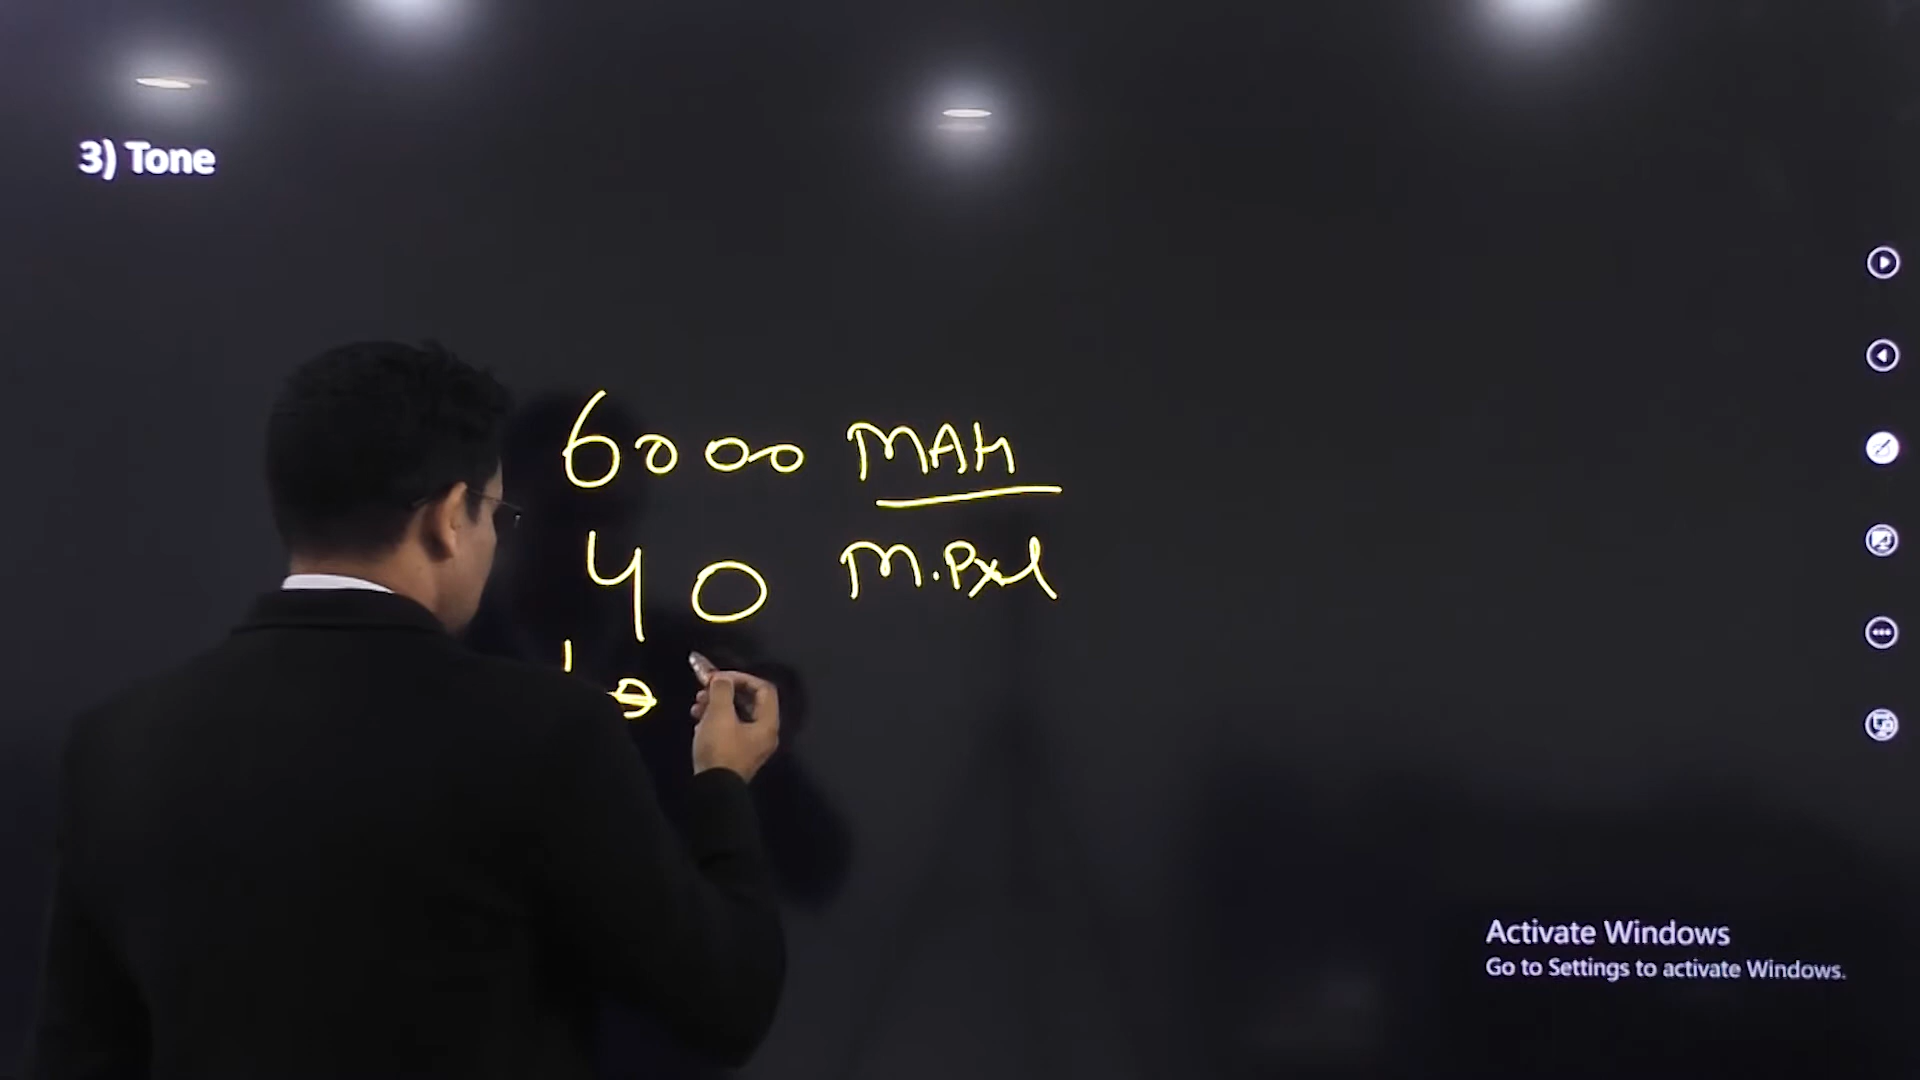 3) Tone
6000 MAH
40 M.Pxl
Activate Windows
Go to Settings to activate Windows.